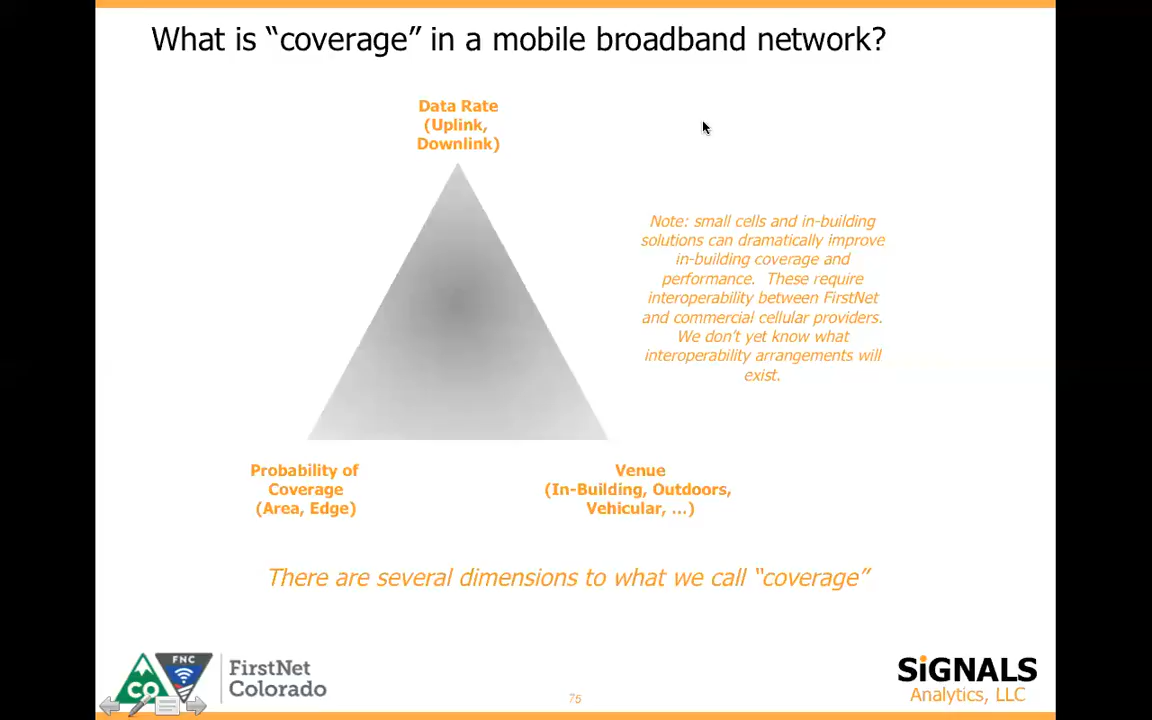 What is “coverage” in a mobile broadband network?
Data Rate
(Uplink,
Downlink)
Note: small cells and in-building
solutions can dramatically improve
in-building coverage and
performance. These require
interoperability between FirstNet
and commercial cellular providers.
We don’t yet know what
interoperability arrangements will
exist.
Probability of
Coverage
(Area, Edge)
Venue
(In-Building, Outdoors,
Vehicular, ...)
There are several dimensions to what we call “coverage”
CO
FNC
FirstNet
Colorado
75
SiGNALS
Analytics, LLC